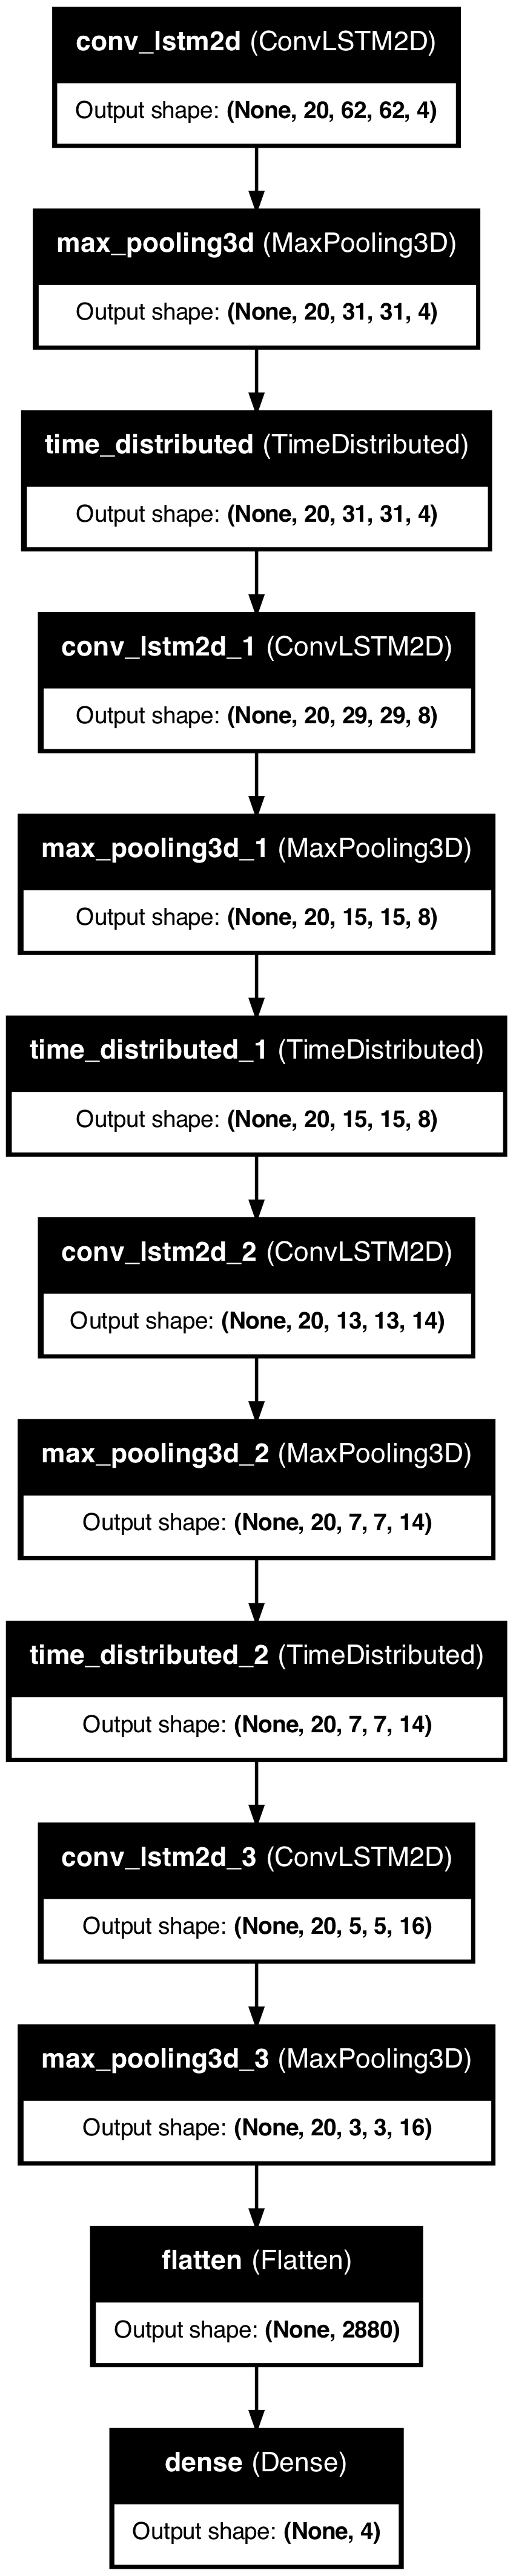 conv_lstm2d (ConvLSTM2D)
Output shape: (None, 20, 62, 62, 4)
max_pooling3d (MaxPooling3D)
Output shape: (None, 20, 31, 31, 4)
time_distributed (TimeDistributed)
Output shape: (None, 20, 31, 31, 4)
conv_lstm2d_1 (ConvLSTM2D)
Output shape: (None, 20, 29, 29, 8)
max_pooling3d_1 (MaxPooling3D)
Output shape: (None, 20, 15, 15, 8)
time_distributed_1 (TimeDistributed)
Output shape: (None, 20, 15, 15, 8)
conv_lstm2d_2 (ConvLSTM2D)
Output shape: (None, 20, 13, 13, 14)
max_pooling3d_2 (MaxPooling3D)
Output shape: (None, 20, 7, 7, 14)
time_distributed_2 (TimeDistributed)
Output shape: (None, 20, 7, 7, 14)
conv_lstm2d_3 (ConvLSTM2D)
Output shape: (None, 20, 5, 5, 16)
max_pooling3d_3 (MaxPooling3D)
Output shape: (None, 20, 3, 3, 16)
flatten (Flatten)
Output shape: (None, 2880)
dense (Dense)
Output shape: (None, 4)